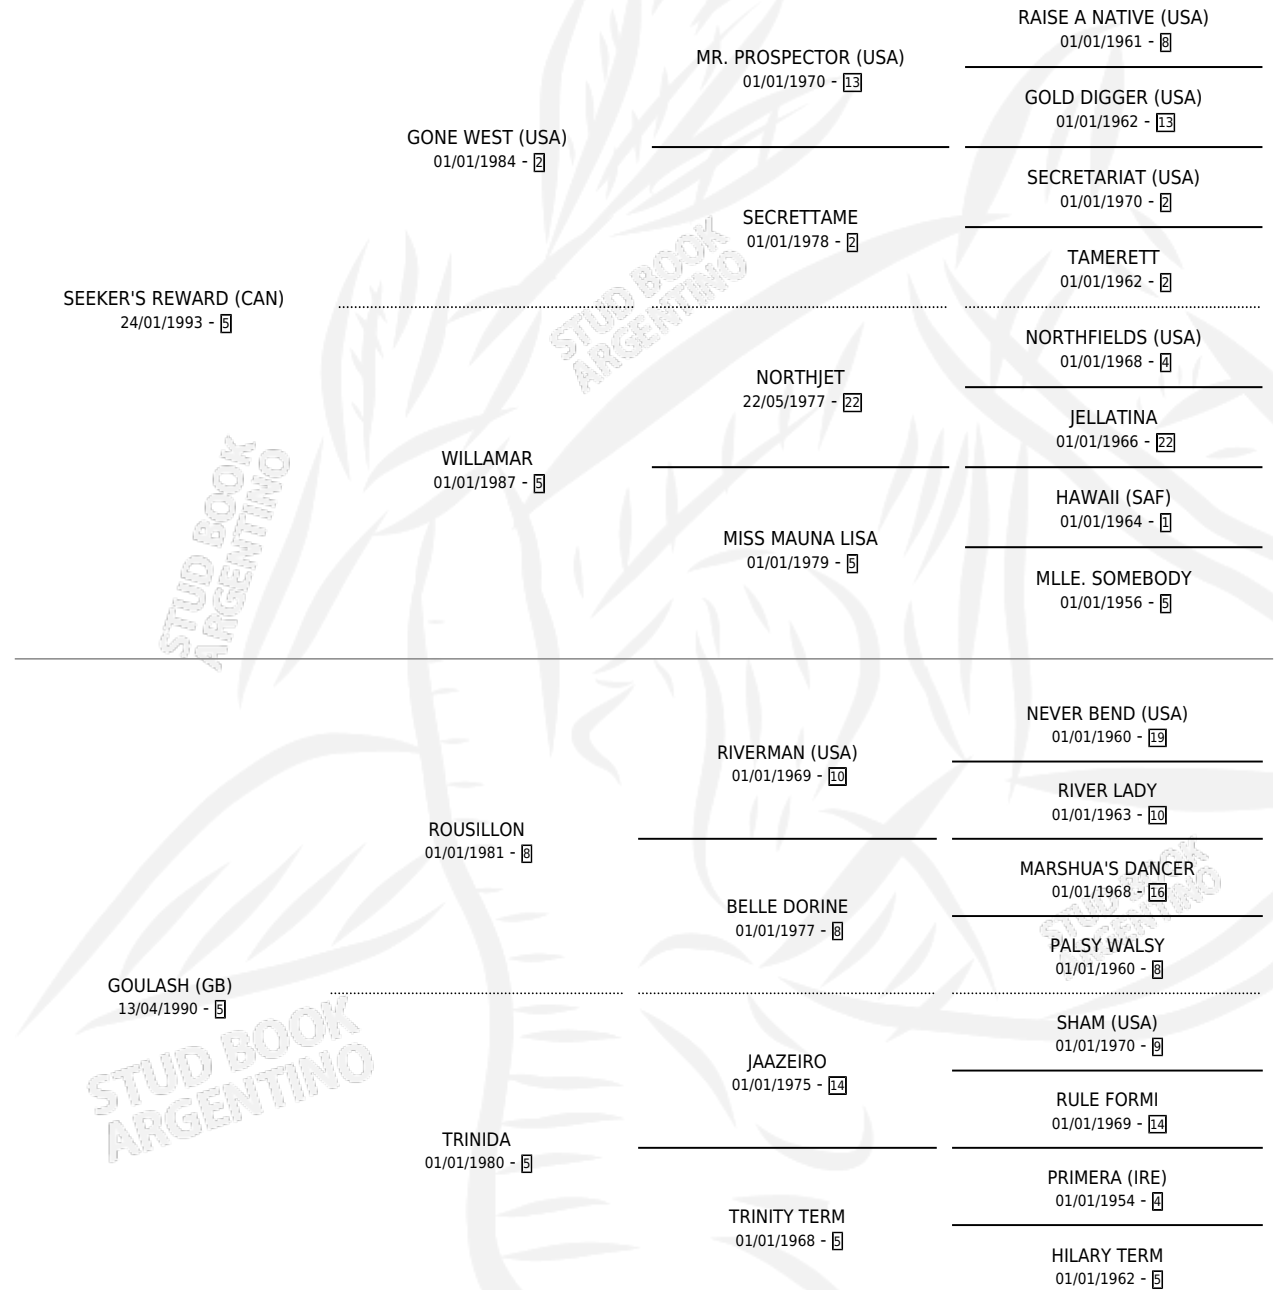 RAISE A NATIVE (USA)
01/01/1961 - 8
MR. PROSPECTOR (USA)
01/01/1970 - 13
GOLD DIGGER (USA)
01/01/1962 - 13
GONE WEST (USA)
01/01/1984 - 2
SECRETARIAT (USA)
01/01/1970 - 2
SECRETTAME
01/01/1978 - 2
TAMERETT
01/01/1962 - 2
SEEKER'S REWARD (CAN)
24/01/1993 - 5
NORTHFIELDS (USA)
01/01/1968 - 4
NORTHJET
22/05/1977 - 22
JELLATINA
01/01/1966 - 22
WILLAMAR
01/01/1987 - 5
HAWAII (SAF)
01/01/1964 - 1
MISS MAUNA LISA
01/01/1979 - 5
MLLE. SOMEBODY
01/01/1956 - 5
NEVER BEND (USA)
01/01/1960 - 19
RIVERMAN (USA)
01/01/1969 - 10
RIVER LADY
01/01/1963 - 10
ROUSILLON
01/01/1981 - 8
MARSHUA'S DANCER
01/01/1968 - 16
BELLE DORINE
01/01/1977 - 8
PALSY WALSY
01/01/1960 - 8
GOULASH (GB)
13/04/1990 - 5
SHAM (USA)
01/01/1970 - 9
JAAZEIRO
01/01/1975 - 14
RULE FORMI
01/01/1969 - 14
TRINIDA
01/01/1980 - 5
PRIMERA (IRE)
01/01/1954 - 4
TRINITY TERM
01/01/1968 - 5
HILARY TERM
01/01/1962 - 5
STUD BOOK
ARGENTINO
STUD BOOK
ARGENTINO
STUD BOOK
ARGENTINO
STUD BOOK
ARGENTINO